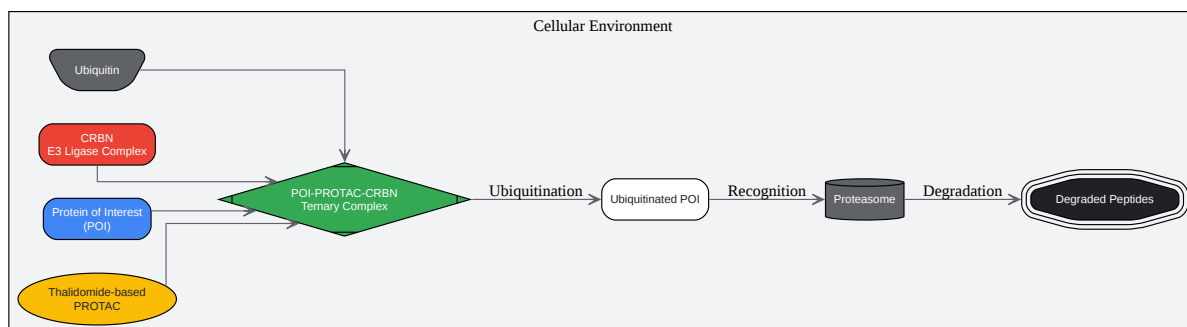 Cellular Environment
Ubiquitin
CRBN
E3 Ligase Complex
Protein of Interest
(POI)
Thalidomide-based
PROTAC
POI-PROTAC-CRBN
Ternary Complex
Ubiquitination
Ubiquitinated POI
Recognition
Proteasome
Degradation
Degraded Peptides